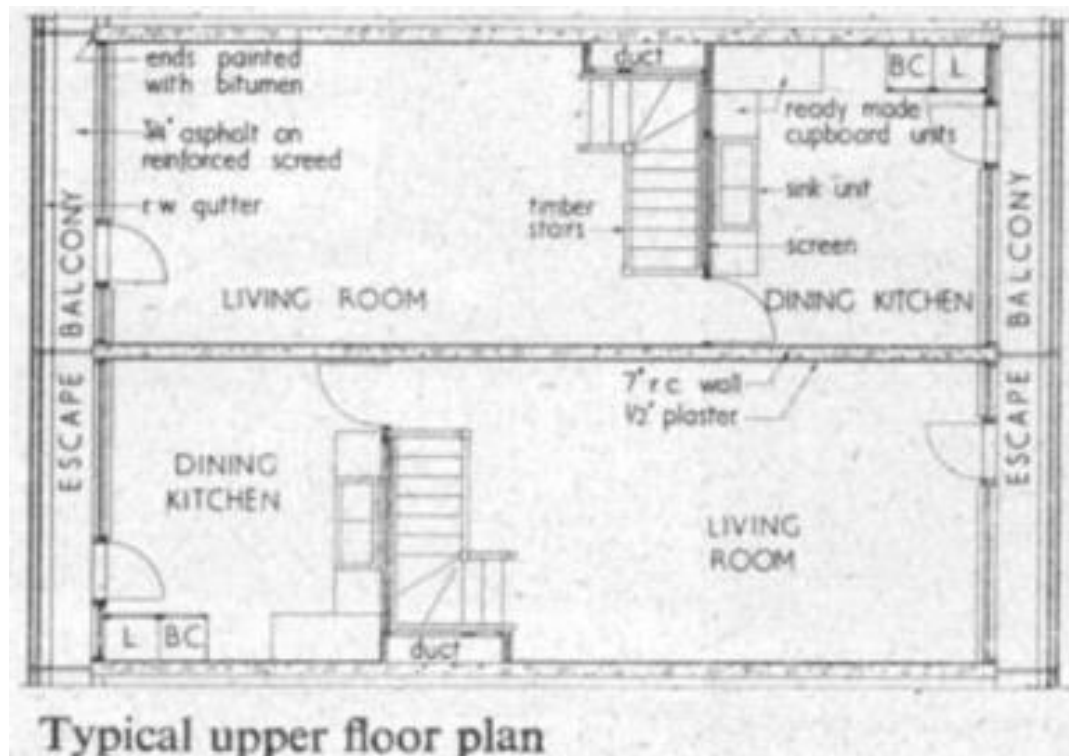 ends painted
with bitumen
3/4" asphalt on
reinforced screed
r w gutter
ESCAPE BALCONY
LIVING ROOM
duct
timber
stairs
BC L
ready made
cupboard units
sink unit
screen
DINING KITCHEN
ESCAPE BALCONY
7" r c wall
1/2" plaster
DINING
KITCHEN
L BC
duct
LIVING
ROOM
Typical upper floor plan